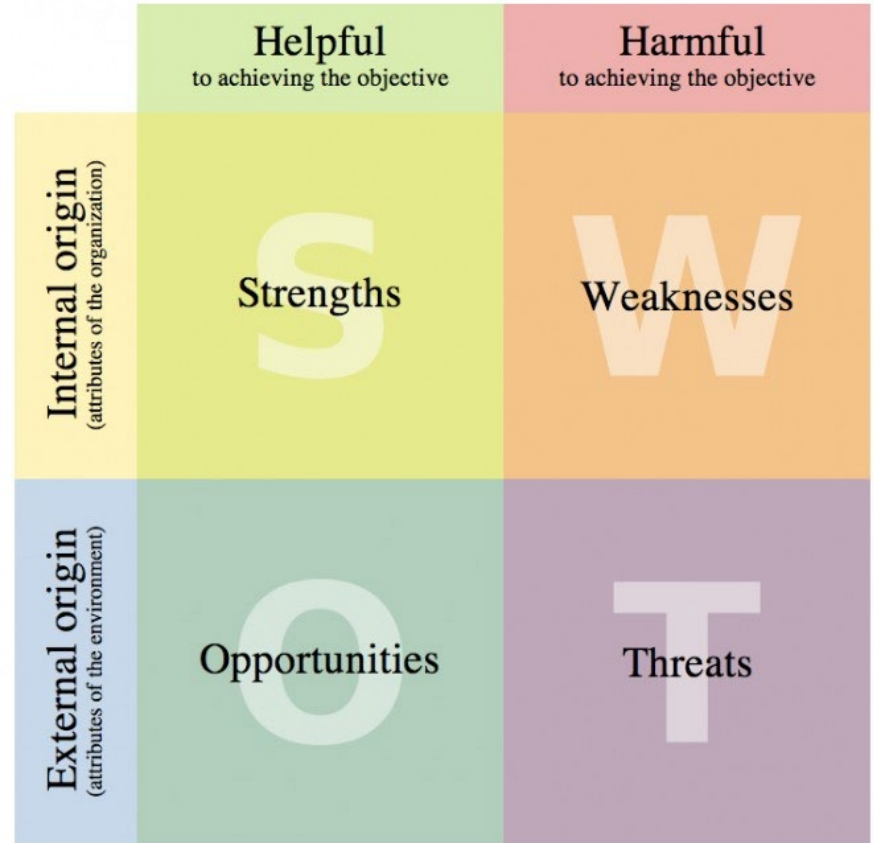 Helpful
to achieving the objective
Harmful
to achieving the objective
Internal origin
(attributes of the organization)
S
Strengths
W
Weaknesses
External origin
(attributes of the environment)
O
Opportunities
T
Threats